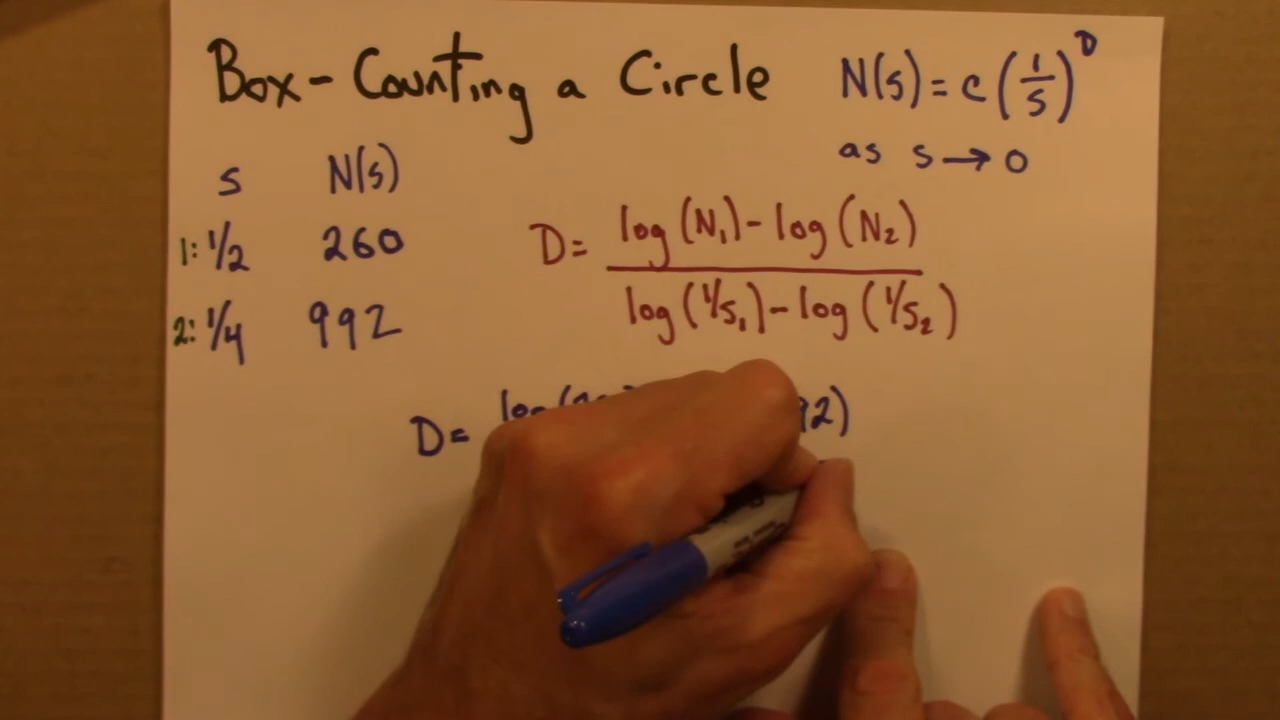 Box-Counting a Circle
N(s) = c (1/s)^D
as s → 0
s N(s)
1: 1/2 260
2: 1/4 992
D = log(N₁) - log(N₂)
log(1/s₁) - log(1/s₂)
D = log( 92)